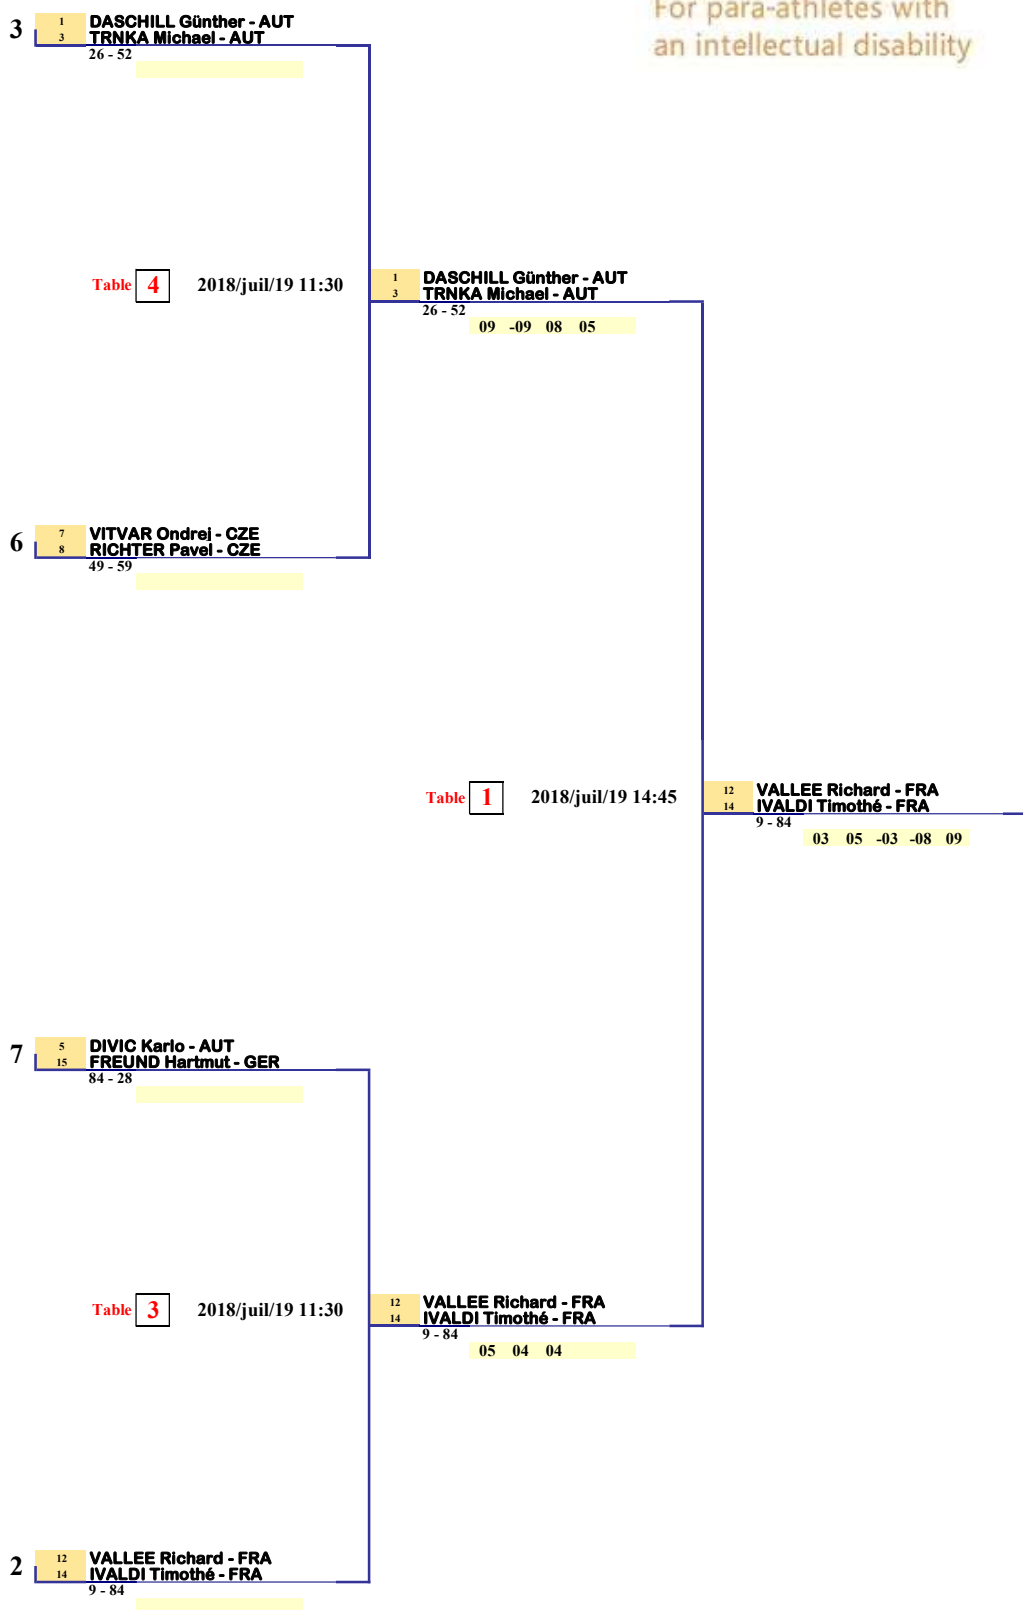 For para-athletes with
an intellectual disability
3 1 DASCHILL Günther - AUT
3 TRNKA Michael - AUT
26 - 52
Table 4 2018/juil/19 11:30
1 DASCHILL Günther - AUT
3 TRNKA Michael - AUT
26 - 52
09 -09 08 05
6 7 VITVAR Ondrej - CZE
8 RICHTER Pavel - CZE
49 - 59
Table 1 2018/juil/19 14:45
12 VALLEE Richard - FRA
14 IVALDI Timothé - FRA
9 - 84
03 05 -03 -08 09
7 5 DIVIC Karlo - AUT
15 FREUND Hartmut - GER
84 - 28
Table 3 2018/juil/19 11:30
12 VALLEE Richard - FRA
14 IVALDI Timothé - FRA
9 - 84
05 04 04
2 12 VALLEE Richard - FRA
14 IVALDI Timothé - FRA
9 - 84